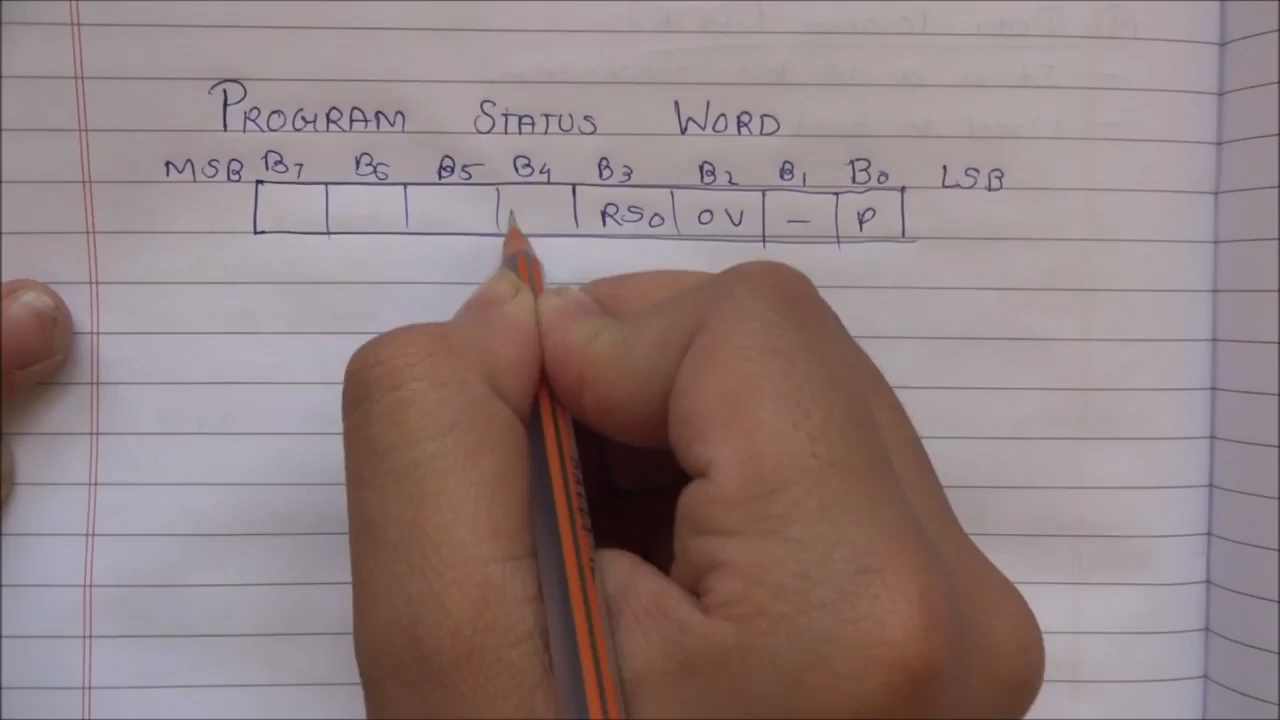 PROGRAM STATUS WORD
MSB B7 B6 B5 B4 B3 B2 B1 B0 LSB
RS0 OV – P